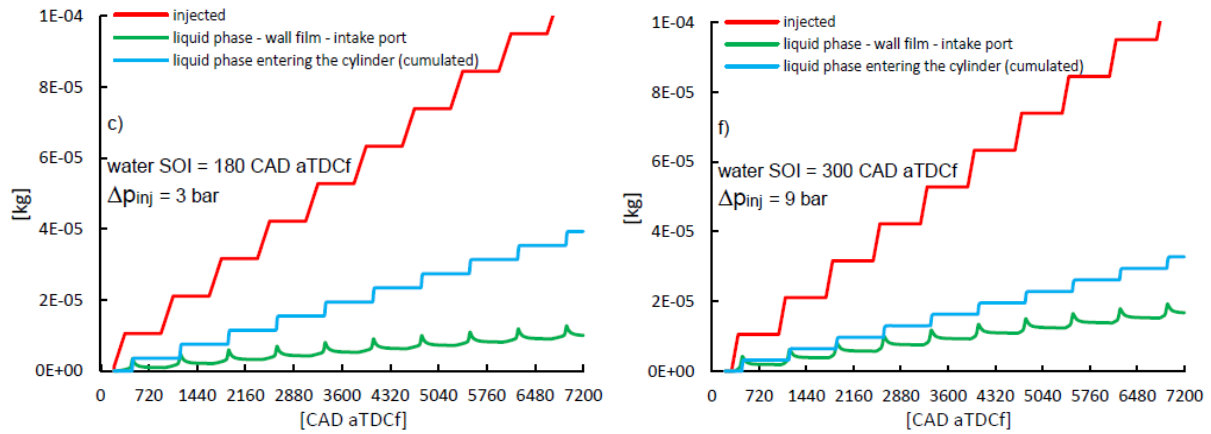 1E-04
8E-05
6E-05
4E-05
2E-05
0E+00
[kg]
injected
liquid phase - wall film - intake port
liquid phase entering the cylinder (cumulated)
c)
water SOI = 180 CAD aTDCf
Δpinj = 3 bar
0 720 1440 2160 2880 3600 4320 5040 5760 6480 7200
[CAD aTDCf]
1E-04
8E-05
6E-05
4E-05
2E-05
0E+00
[kg]
injected
liquid phase - wall film - intake port
liquid phase entering the cylinder (cumulated)
f)
water SOI = 300 CAD aTDCf
Δpinj = 9 bar
0 720 1440 2160 2880 3600 4320 5040 5760 6480 7200
[CAD aTDCf]